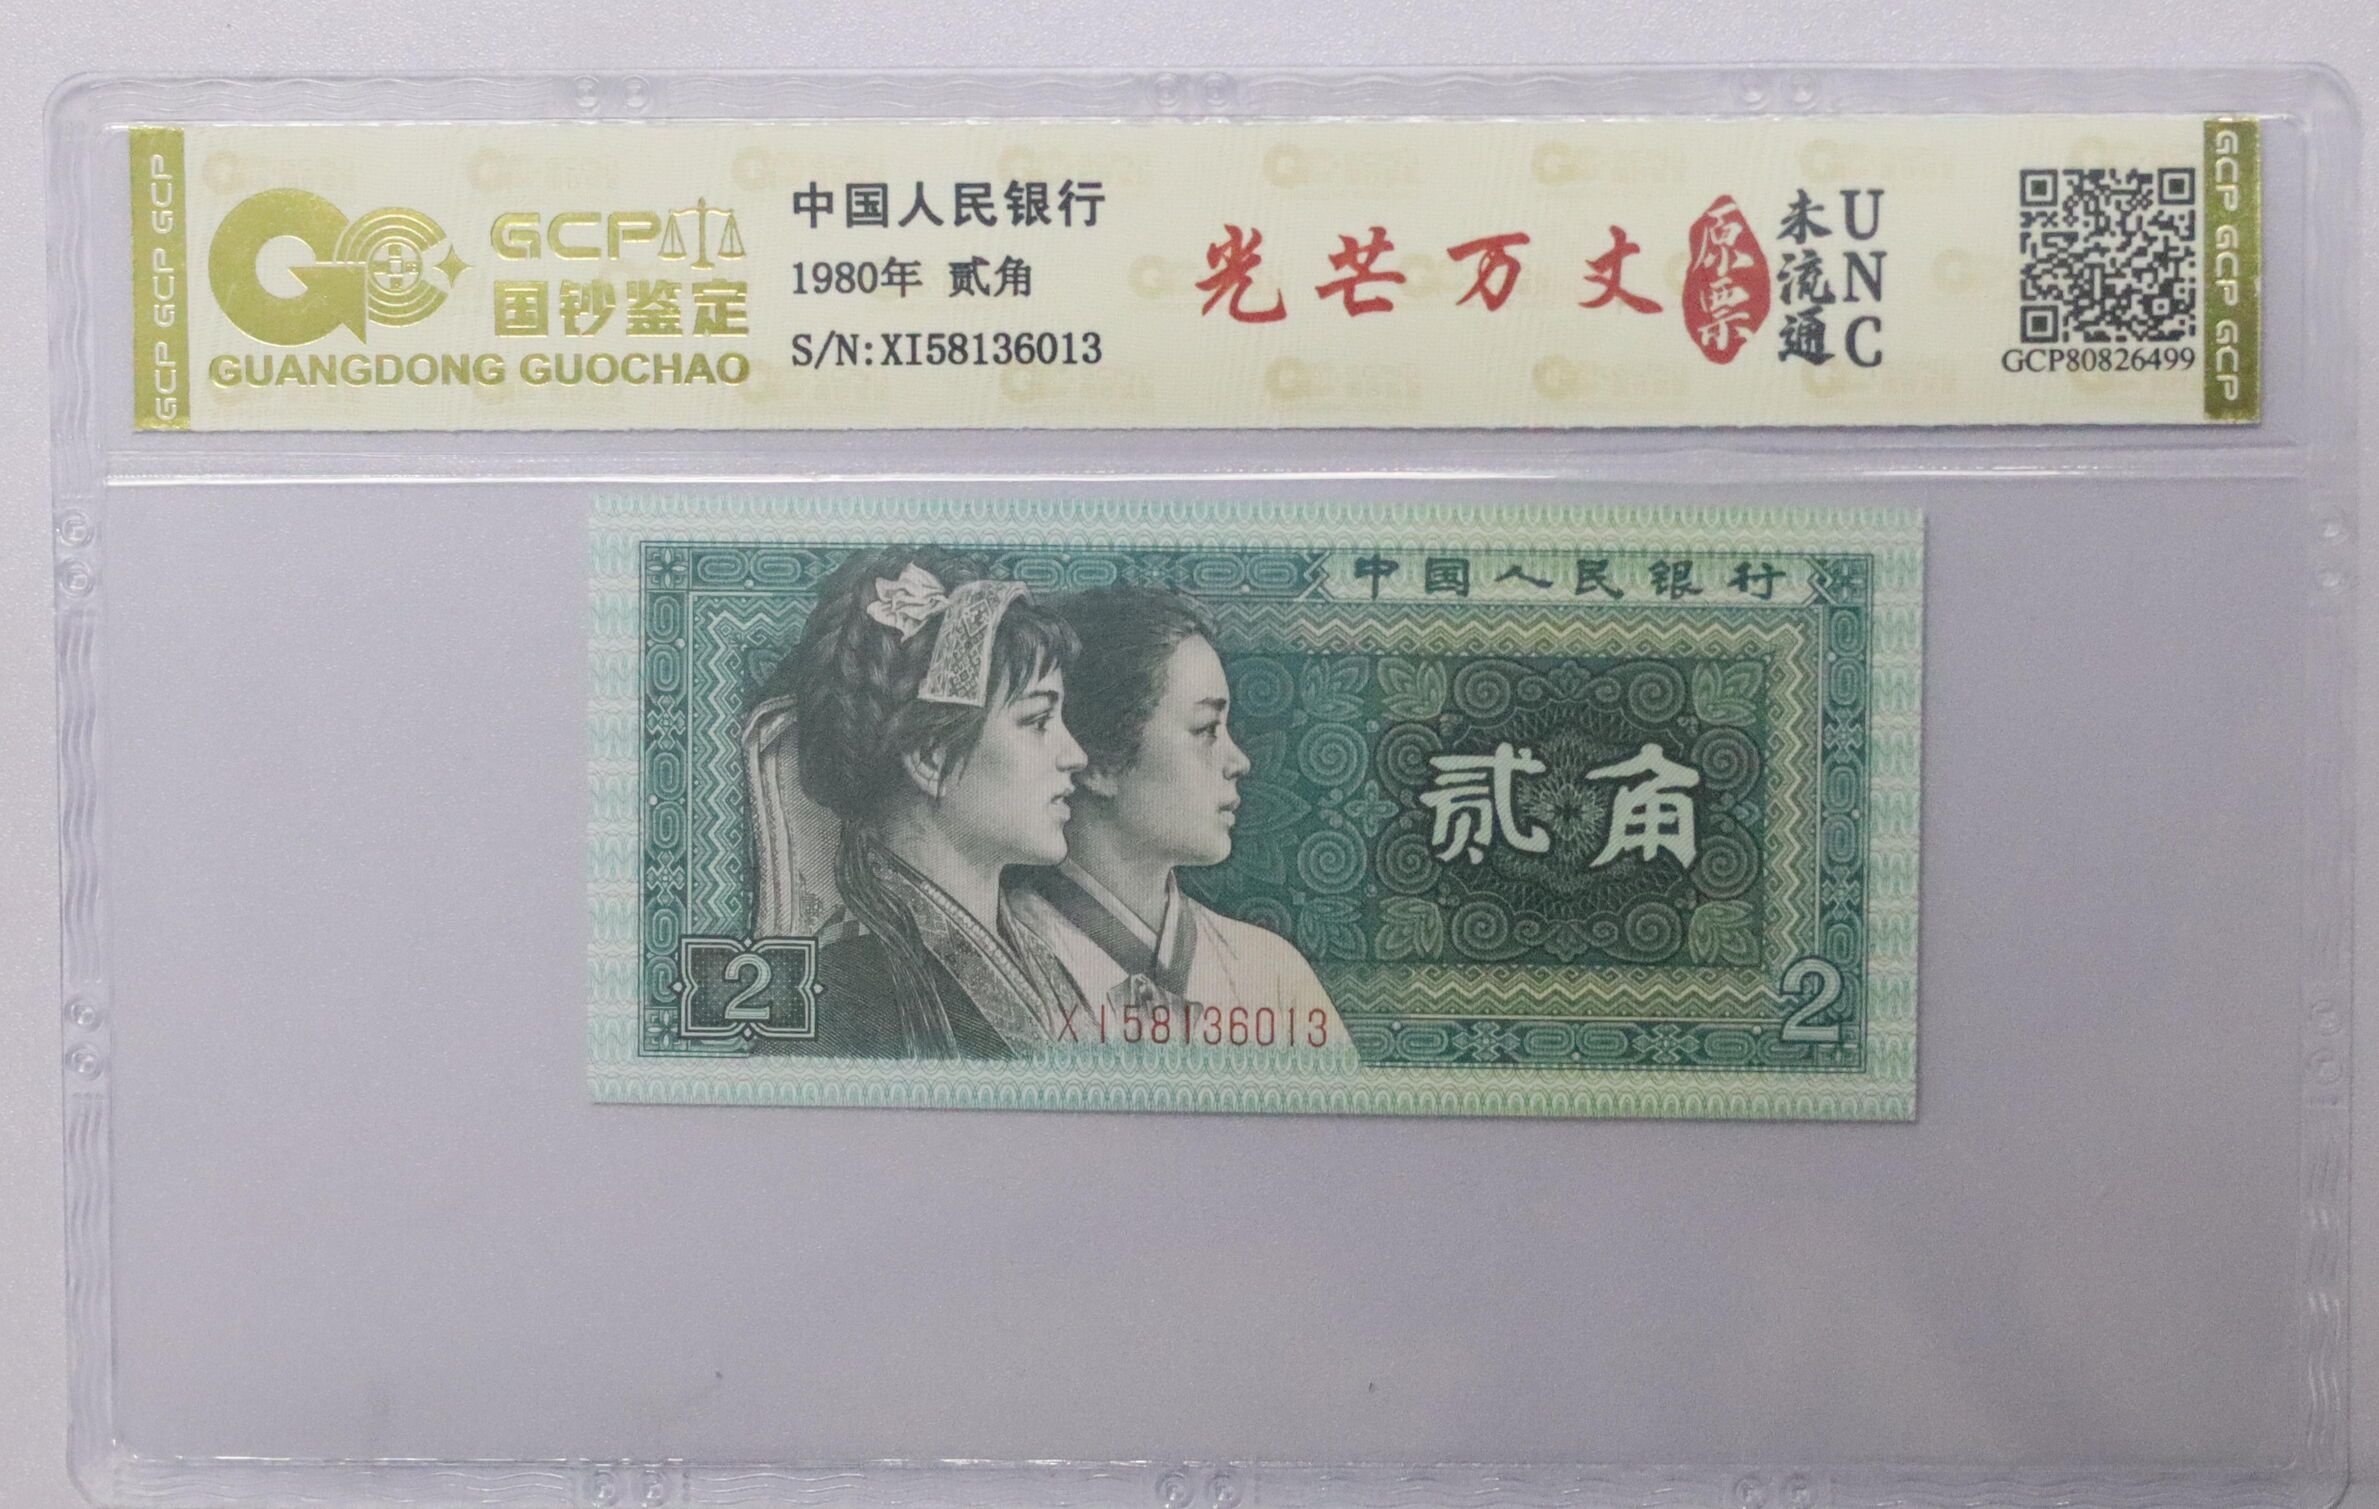 GCP GCP GCP
GCP
国钞鉴定
GUANGDONG GUOCHAO
中国人民银行
1980年 贰角
S/N:XI58136013
光芒万丈
原票
未流通
UNC
GCP80826499
GCP GCP GCP
中国人民银行
贰角
2
XI58136013
2